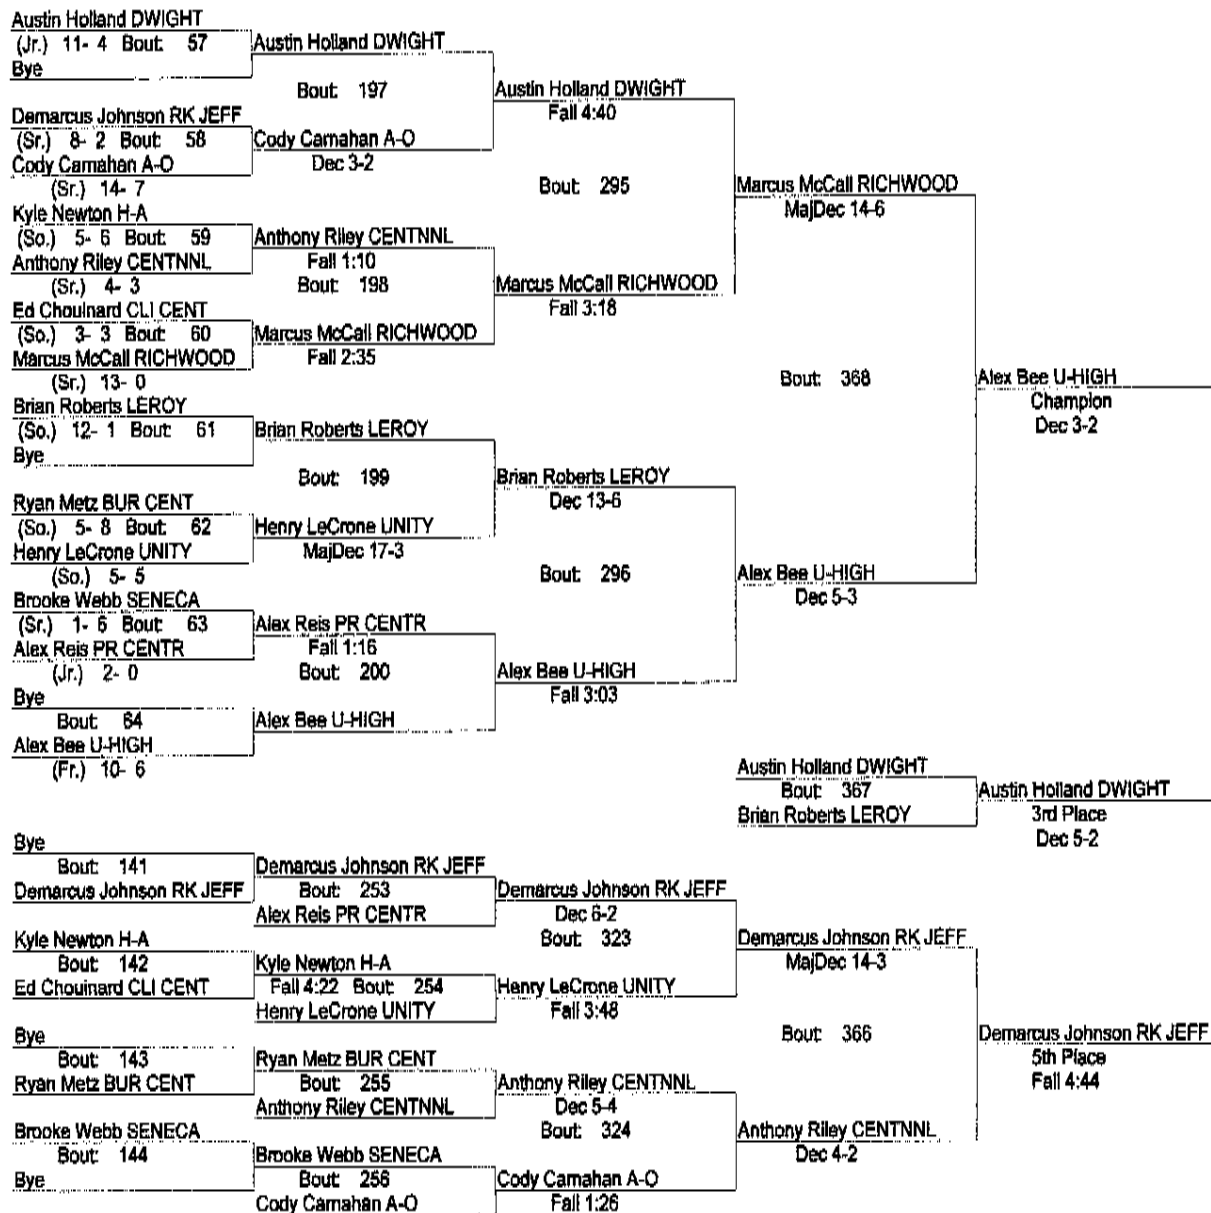 Austin Holland DWIGHT
(Jr.) 11- 4 Bout: 57
Bye
Austin Holland DWIGHT
Bout: 197
Demarcus Johnson RK JEFF
(Sr.) 8- 2 Bout: 58
Cody Carnahan A-O
(Sr.) 14- 7
Cody Carnahan A-O
Dec 3-2
Austin Holland DWIGHT
Fall 4:40
Bout: 295
Kyle Newton H-A
(So.) 5- 6 Bout: 59
Anthony Riley CENTNNL
(Sr.) 4- 3
Anthony Riley CENTNNL
Fall 1:10
Bout: 198
Ed Chouinard CLI CENT
(So.) 3- 3 Bout: 60
Marcus McCall RICHWOOD
(Sr.) 13- 0
Marcus McCall RICHWOOD
Fall 2:35
Marcus McCall RICHWOOD
Fall 3:18
Marcus McCall RICHWOOD
MajDec 14-6
Bout: 368
Alex Bee U-HIGH
Champion
Dec 3-2
Brian Roberts LEROY
(So.) 12- 1 Bout: 61
Bye
Brian Roberts LEROY
Bout: 199
Ryan Metz BUR CENT
(So.) 5- 8 Bout: 62
Henry LeCrone UNITY
(So.) 5- 5
Henry LeCrone UNITY
MajDec 17-3
Brian Roberts LEROY
Dec 13-6
Bout: 296
Brooke Webb SENECA
(Sr.) 1- 6 Bout: 63
Alex Reis PR CENTR
(Jr.) 2- 0
Alex Reis PR CENTR
Fall 1:16
Bout: 200
Bye
Bout: 64
Alex Bee U-HIGH
(Fr.) 10- 6
Alex Bee U-HIGH
Alex Bee U-HIGH
Fall 3:03
Alex Bee U-HIGH
Dec 5-3
Austin Holland DWIGHT
Bout: 367
Brian Roberts LEROY
Austin Holland DWIGHT
3rd Place
Dec 5-2
Bye
Bout: 141
Demarcus Johnson RK JEFF
Demarcus Johnson RK JEFF
Bout: 253
Alex Reis PR CENTR
Demarcus Johnson RK JEFF
Dec 6-2
Bout: 323
Kyle Newton H-A
Bout: 142
Ed Chouinard CLI CENT
Kyle Newton H-A
Fall 4:22 Bout: 254
Henry LeCrone UNITY
Henry LeCrone UNITY
Fall 3:48
Demarcus Johnson RK JEFF
MajDec 14-3
Bout: 366
Demarcus Johnson RK JEFF
5th Place
Fall 4:44
Bye
Bout: 143
Ryan Metz BUR CENT
Ryan Metz BUR CENT
Bout: 255
Anthony Riley CENTNNL
Anthony Riley CENTNNL
Dec 5-4
Bout: 324
Brooke Webb SENECA
Bout: 144
Bye
Brooke Webb SENECA
Bout: 256
Cody Carnahan A-O
Cody Carnahan A-O
Fall 1:26
Anthony Riley CENTNNL
Dec 4-2